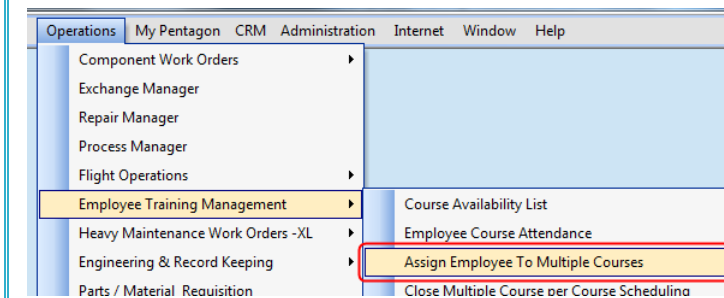 Operations My Pentagon CRM Administration Internet Window Help
Component Work Orders
Exchange Manager
Repair Manager
Process Manager
Flight Operations
Employee Training Management
Course Availability List
Heavy Maintenance Work Orders -XL
Employee Course Attendance
Engineering & Record Keeping
Assign Employee To Multiple Courses
Parts / Material Requisition
Close Multiple Course per Course Scheduling